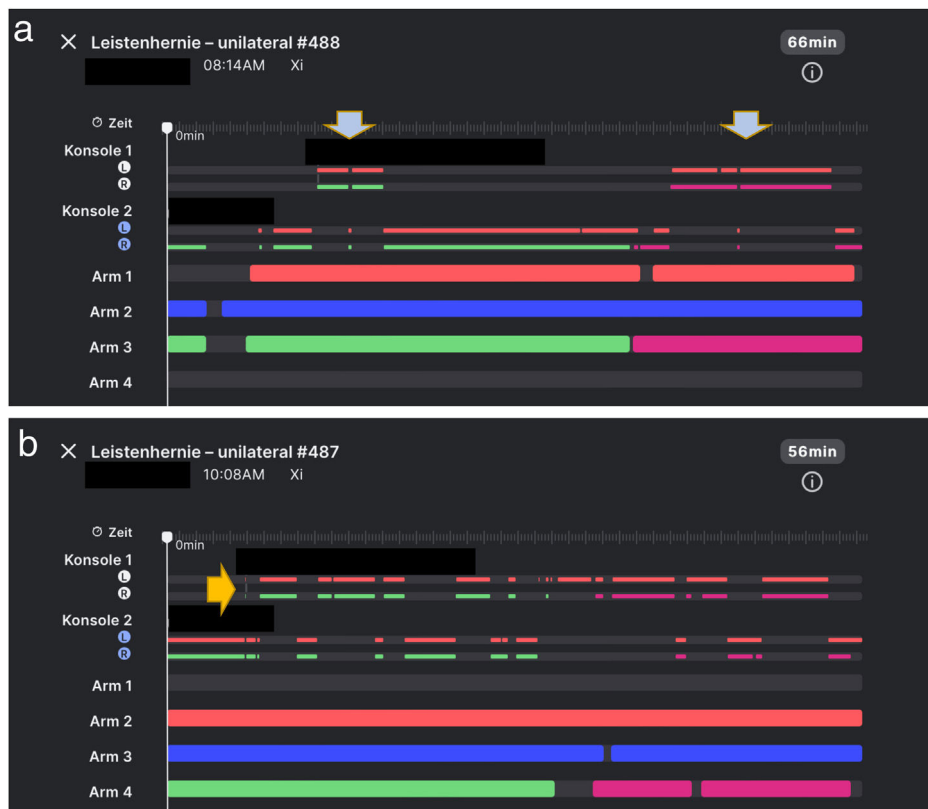 a
Leistenhernie – unilateral #488
66min
08:14AM Xi
Zeit
0min
Konsole 1
L
R
Konsole 2
L
R
Arm 1
Arm 2
Arm 3
Arm 4
b
Leistenhernie – unilateral #487
56min
10:08AM Xi
Zeit
0min
Konsole 1
L
R
Konsole 2
L
R
Arm 1
Arm 2
Arm 3
Arm 4